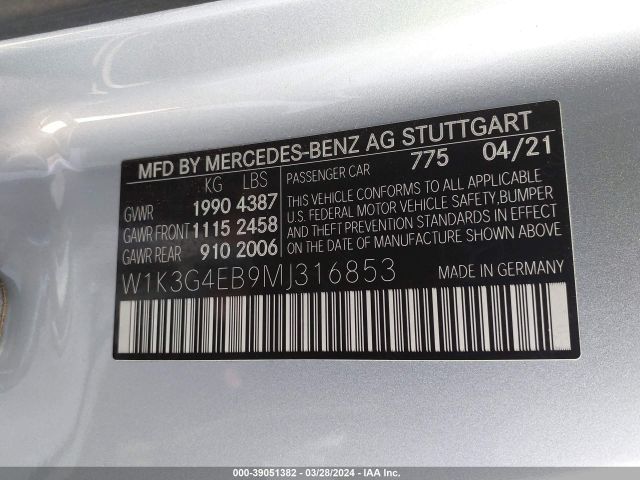 MFD BY MERCEDES-BENZ AG STUTTGART
PASSENGER CAR 775 04/21
KG LBS
GVWR 1990 4387
GAWR FRONT 1115 2458
GAWR REAR 910 2006
THIS VEHICLE CONFORMS TO ALL APPLICABLE
U.S. FEDERAL MOTOR VEHICLE SAFETY,BUMPER
AND THEFT PREVENTION STANDARDS IN EFFECT
ON THE DATE OF MANUFACTURE SHOWN ABOVE.
W1K3G4EB9MJ316853 MADE IN GERMANY
000-39051382 / 03/28/2024 - IAA Inc.